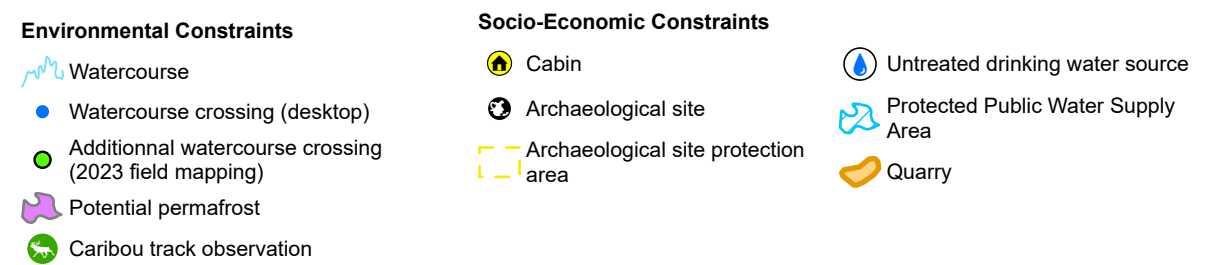 Environmental Constraints
Watercourse
Watercourse crossing (desktop)
Additionnal watercourse crossing
(2023 field mapping)
Potential permafrost
Caribou track observation
Socio-Economic Constraints
Cabin
Archaeological site
Archaeological site protection
area
Untreated drinking water source
Protected Public Water Supply
Area
Quarry